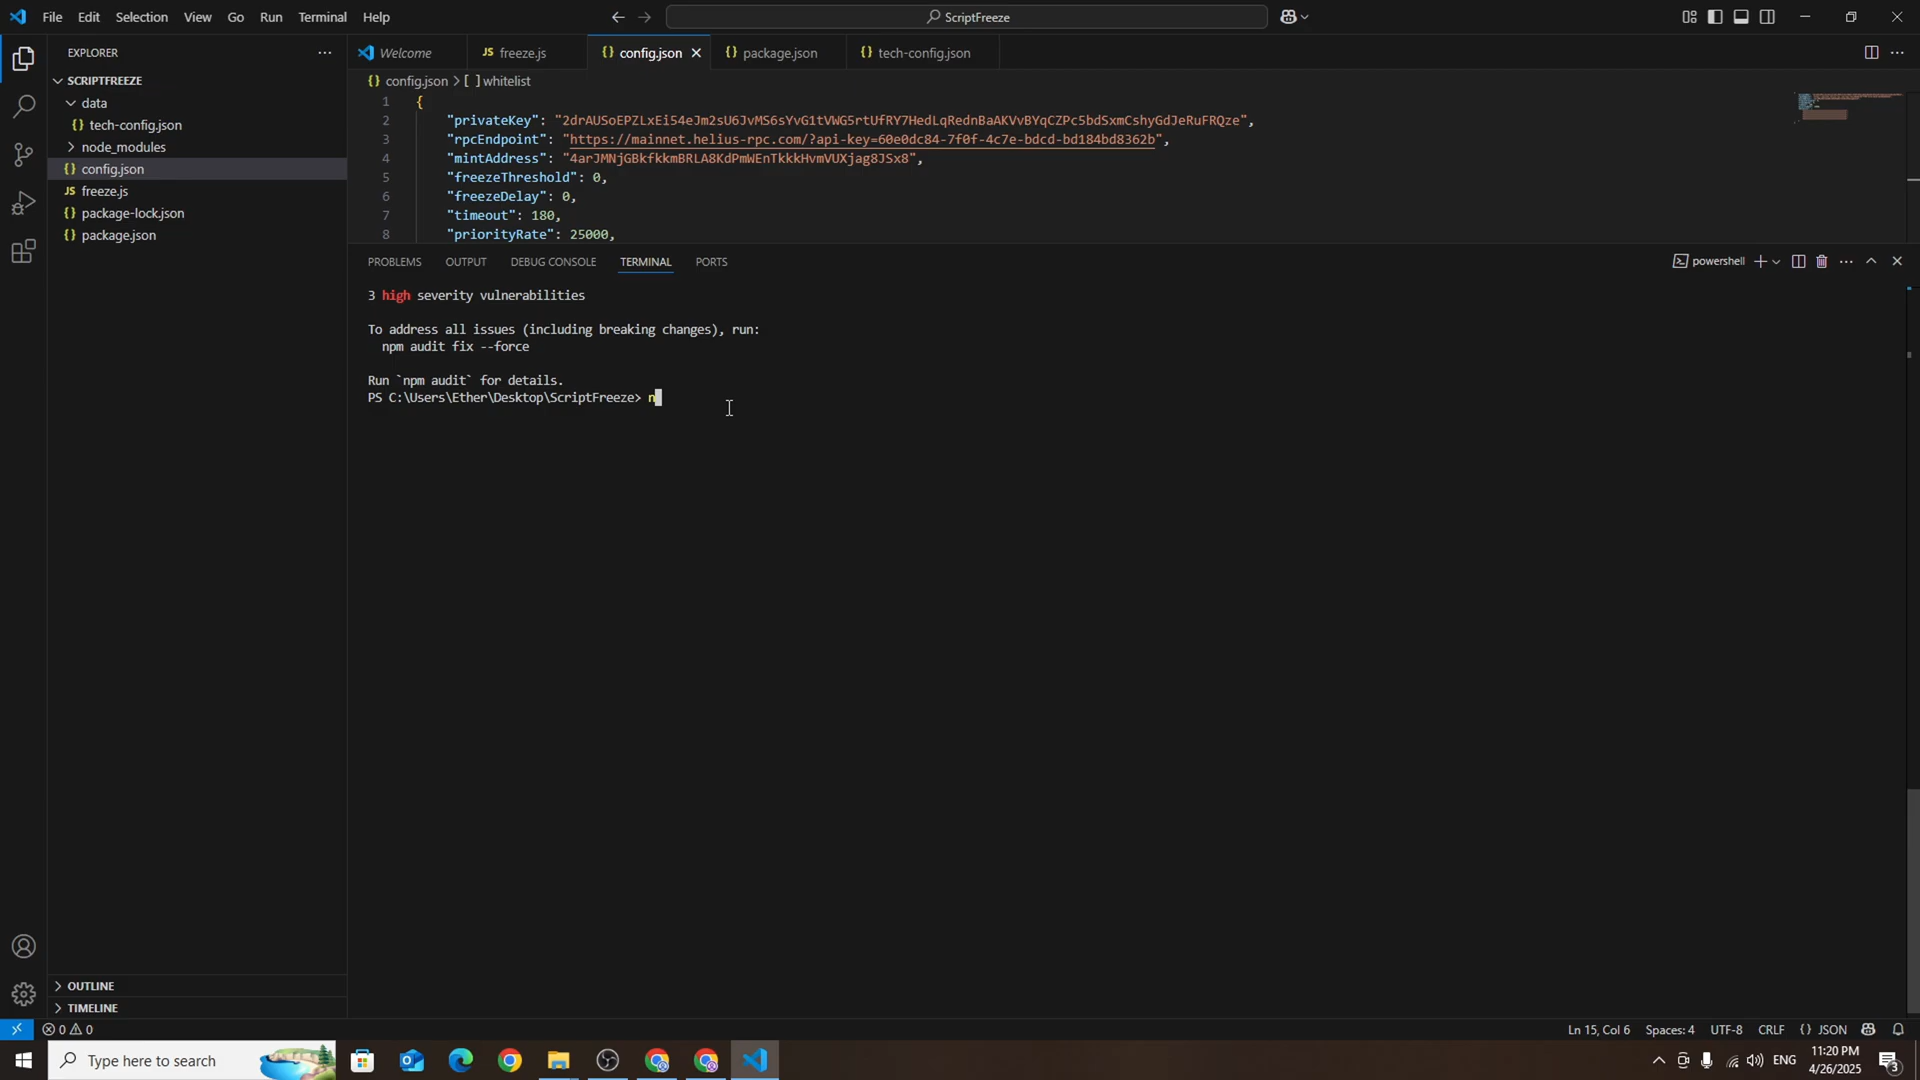 File Edit Selection View Go Run Terminal Help
ScriptFreeze
EXPLORER
SCRIPTFREEZE
data
tech-config.json
node_modules
config.json
freeze.js
package-lock.json
package.json
OUTLINE
TIMELINE
Welcome
JS freeze.js
{} config.json
{} package.json
{} tech-config.json
{} config.json > [ ] whitelist
1 {
2 "privateKey": "2drAUSoEPZLxEi54eJm2sU6JvMS6sYvG1tVWG5rtUfRY7HedLqRednBaAKVvBYqCZPc5bdSxmCshyGdJeRuFRQze",
3 "rpcEndpoint": "https://mainnet.helius-rpc.com/?api-key=60e0dc84-7f0f-4c7e-bdcd-bd184bd8362b",
4 "mintAddress": "4arJMNjGBkfkkmBRLA8KdPmWEnTkkkHvmVUXjag8JSx8",
5 "freezeThreshold": 0,
6 "freezeDelay": 0,
7 "timeout": 180,
8 "priorityRate": 25000,
PROBLEMS OUTPUT DEBUG CONSOLE TERMINAL PORTS
powershell
3 high severity vulnerabilities
To address all issues (including breaking changes), run:
npm audit fix --force
Run `npm audit` for details.
PS C:\Users\Ether\Desktop\ScriptFreeze> n
0 0
Ln 15, Col 6 Spaces: 4 UTF-8 CRLF {} JSON
Type here to search
ENG
11:20 PM
4/26/2025
3